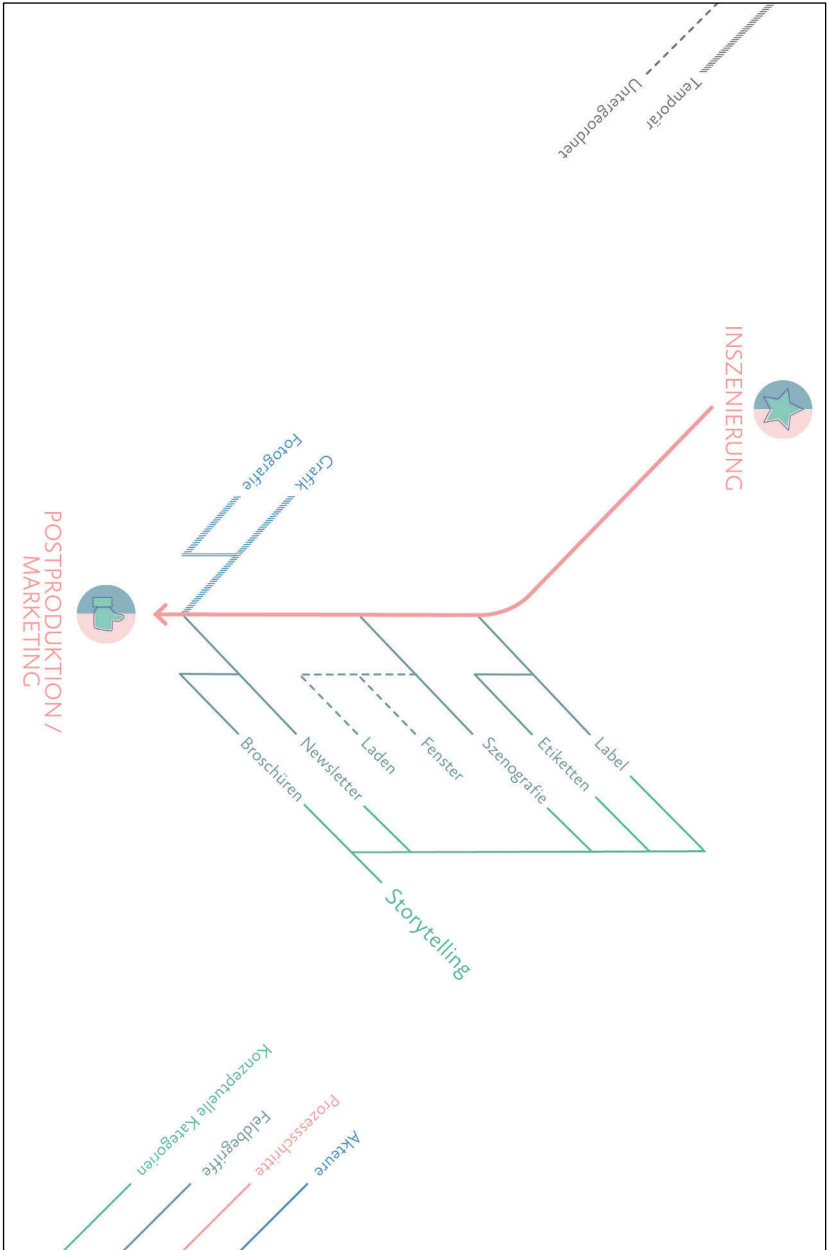 Temporär
Untergeordnet
INSZENIERUNG
Grafik
Fotografie
POSTPRODUKTION /
MARKETING
Label
Etiketten
Szenografie
Fenster
Laden
Newsletter
Broschüren
Storytelling
Akteure
Prozessschritte
Feldbegriffe
Konzeptuelle Kategorien